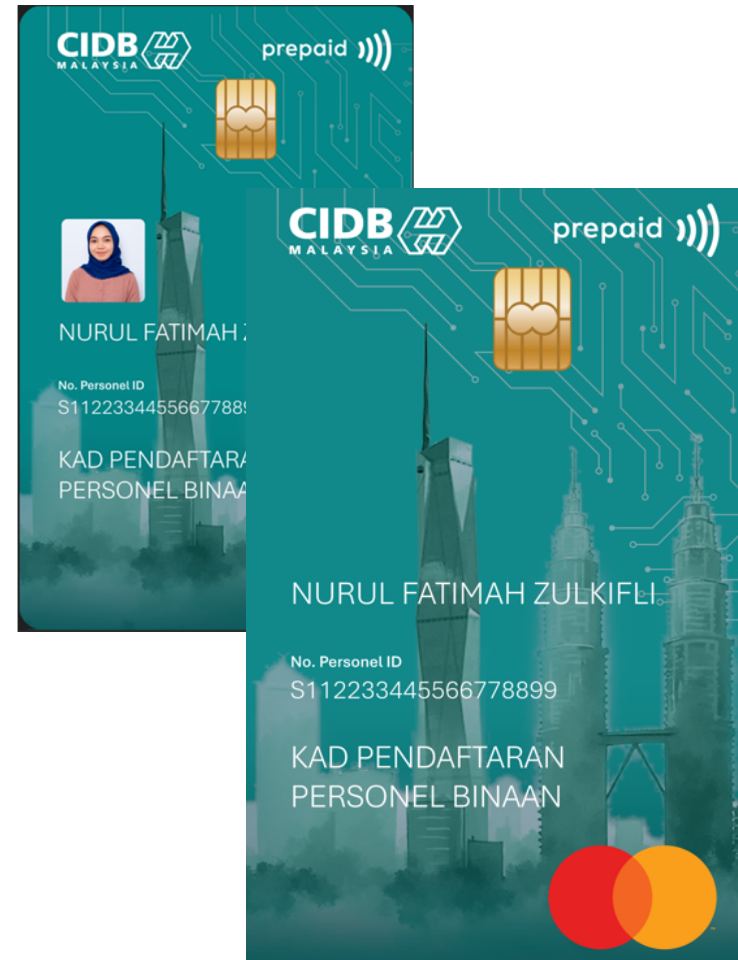 CIDB
MALAYSIA
prepaid
NURUL FATIMAH
No. Personel ID
S1122334455667788
KAD PENDAFTARA
PERSONEL BINAA
CIDB
MALAYSIA
prepaid
NURUL FATIMAH ZULKIFLI
No. Personel ID
S112233445566778899
KAD PENDAFTARAN
PERSONEL BINAAN